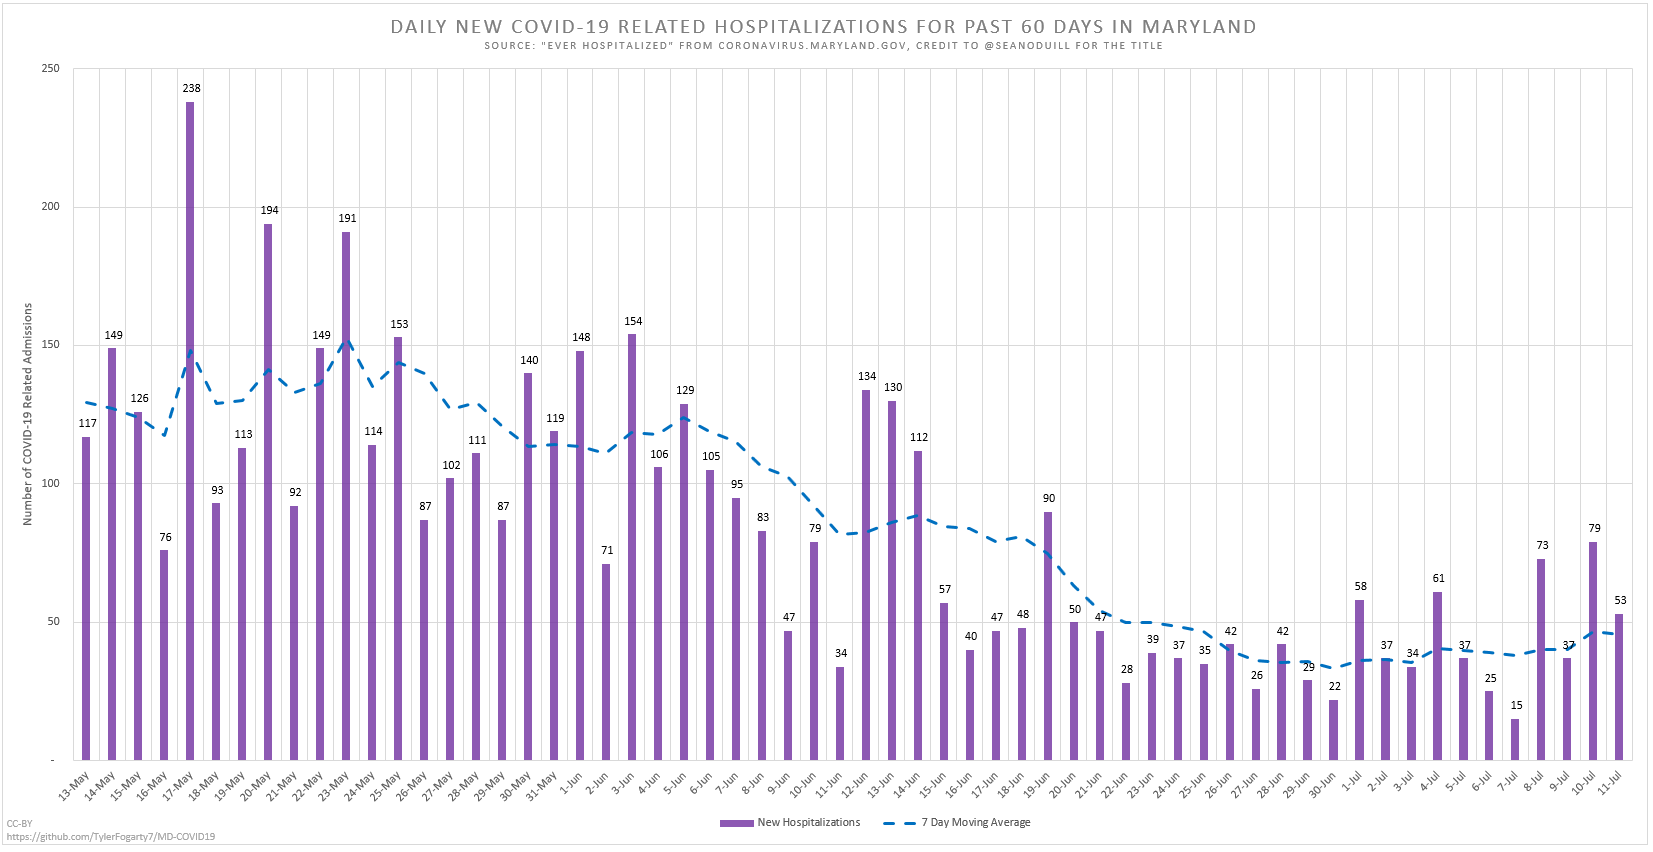 DAILY NEW COVID-19 RELATED HOSPITALIZATIONS FOR PAST 60 DAYS IN MARYLAND
SOURCE: "EVER HOSPITALIZED" FROM CORONAVIRUS.MARYLAND.GOV, CREDIT TO @SEANODUILL FOR THE TITLE
Number of COVID-19 Related Admissions
250
200
150
100
50
-
117
149
126
76
238
93
113
194
92
149
191
114
153
87
102
111
87
140
119
148
71
154
106
129
105
95
83
47
79
34
134
130
112
57
40
47
48
90
50
47
28
39
37
35
42
26
42
29
22
58
37
34
61
37
25
15
73
37
79
53
13-May
14-May
15-May
16-May
17-May
18-May
19-May
20-May
21-May
22-May
23-May
24-May
25-May
26-May
27-May
28-May
29-May
30-May
31-May
1-Jun
2-Jun
3-Jun
4-Jun
5-Jun
6-Jun
7-Jun
8-Jun
9-Jun
10-Jun
11-Jun
12-Jun
13-Jun
14-Jun
15-Jun
16-Jun
17-Jun
18-Jun
19-Jun
20-Jun
21-Jun
22-Jun
23-Jun
24-Jun
25-Jun
26-Jun
27-Jun
28-Jun
29-Jun
30-Jun
1-Jul
2-Jul
3-Jul
4-Jul
5-Jul
6-Jul
7-Jul
8-Jul
9-Jul
10-Jul
11-Jul
New Hospitalizations
7 Day Moving Average
CC-BY
https://github.com/TylerFogarty7/MD-COVID19